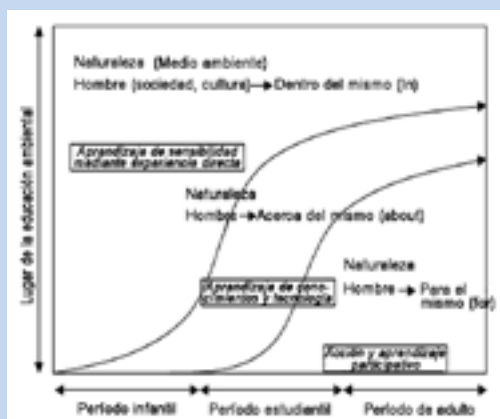 Lugar de la educación ambiental
Naturaleza (Medio ambiente)
Hombre (sociedad, cultura)→Dentro del mismo (in)
Aprendizaje de sensibilidad
mediante experiencia directa
Naturaleza
Hombre→Acerca del mismo (about)
Aprendizaje de cono-
cimientos y tecnología
Naturaleza
Hombre→Para el
mismo (for)
Acción y aprendizaje
participativo
Período infantil
Período estudiantil
Período de adulto